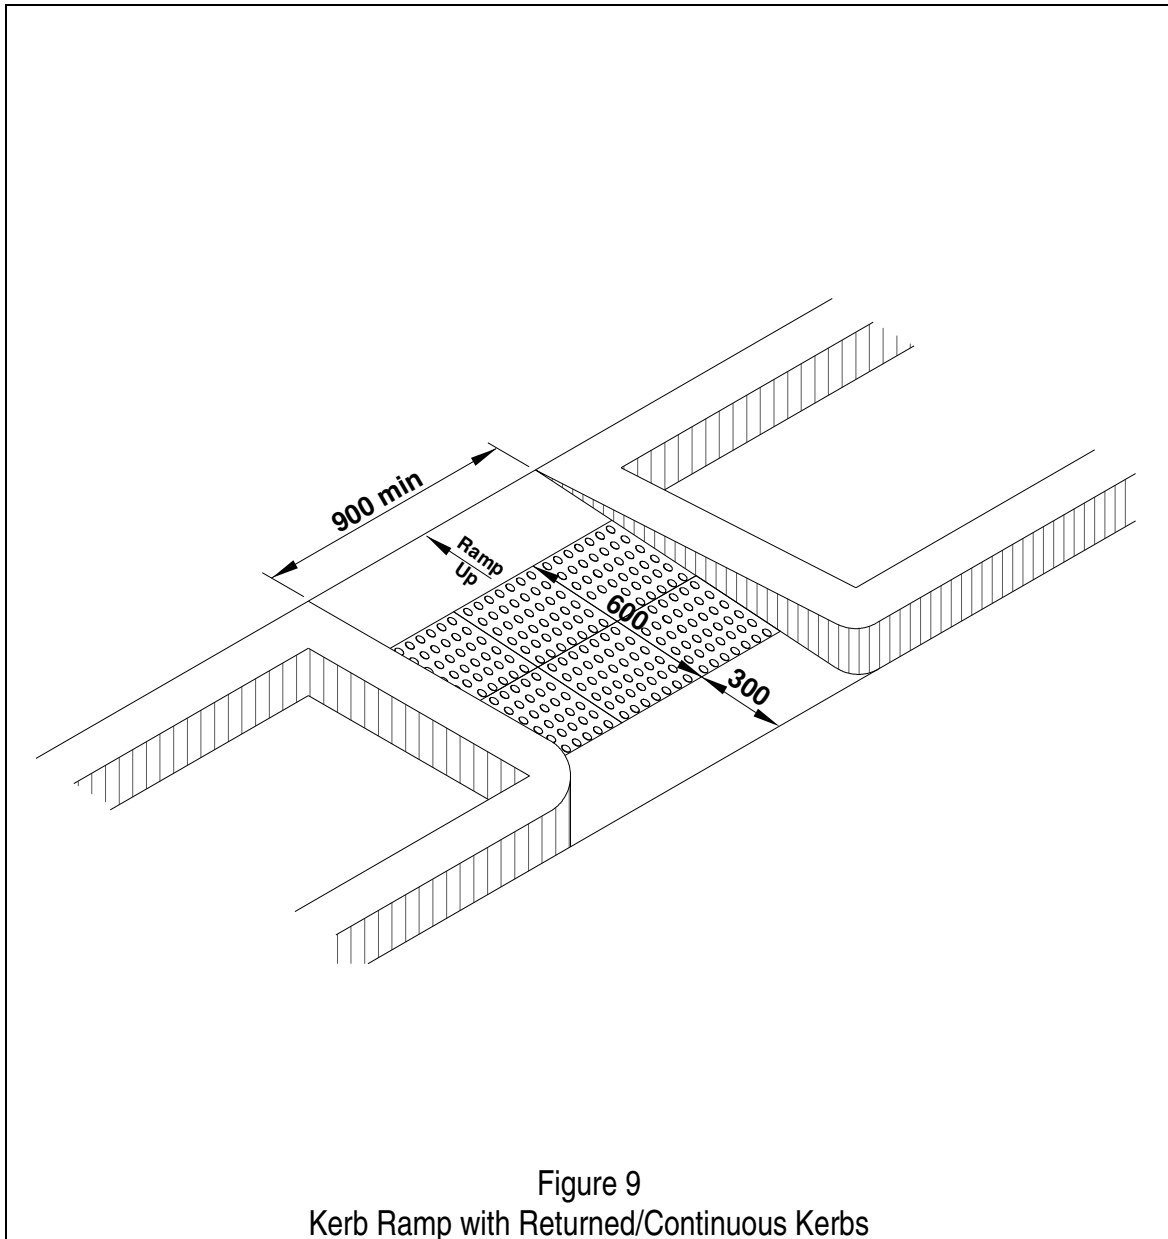 900 min
Ramp
Up
600
300
Figure 9
Kerb Ramp with Returned/Continuous Kerbs